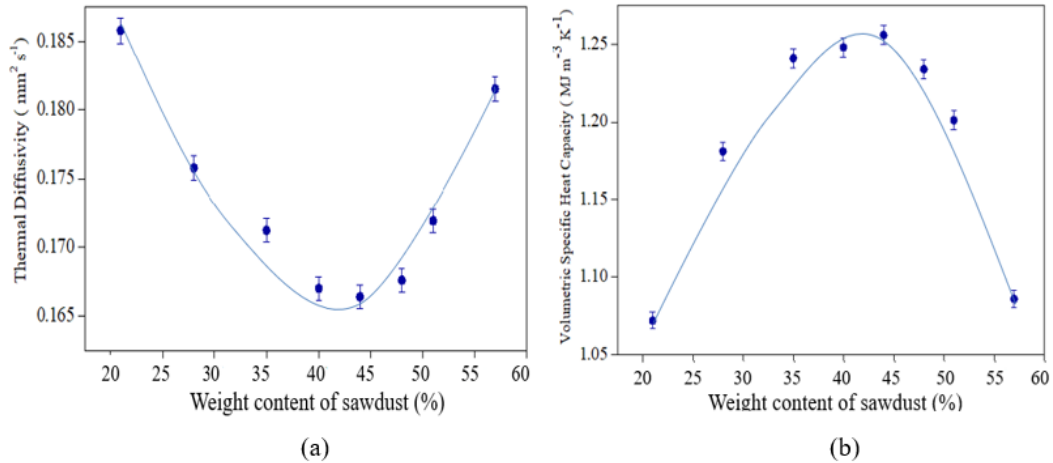 Thermal Diffusivity ( mm² s⁻¹)
0.185
0.180
0.175
0.170
0.165
20 25 30 35 40 45 50 55 60
Weight content of sawdust (%)
(a)
Volumetric Specific Heat Capacity ( MJ m⁻³ K⁻¹)
1.25
1.20
1.15
1.10
1.05
20 25 30 35 40 45 50 55 60
Weight content of sawdust (%)
(b)